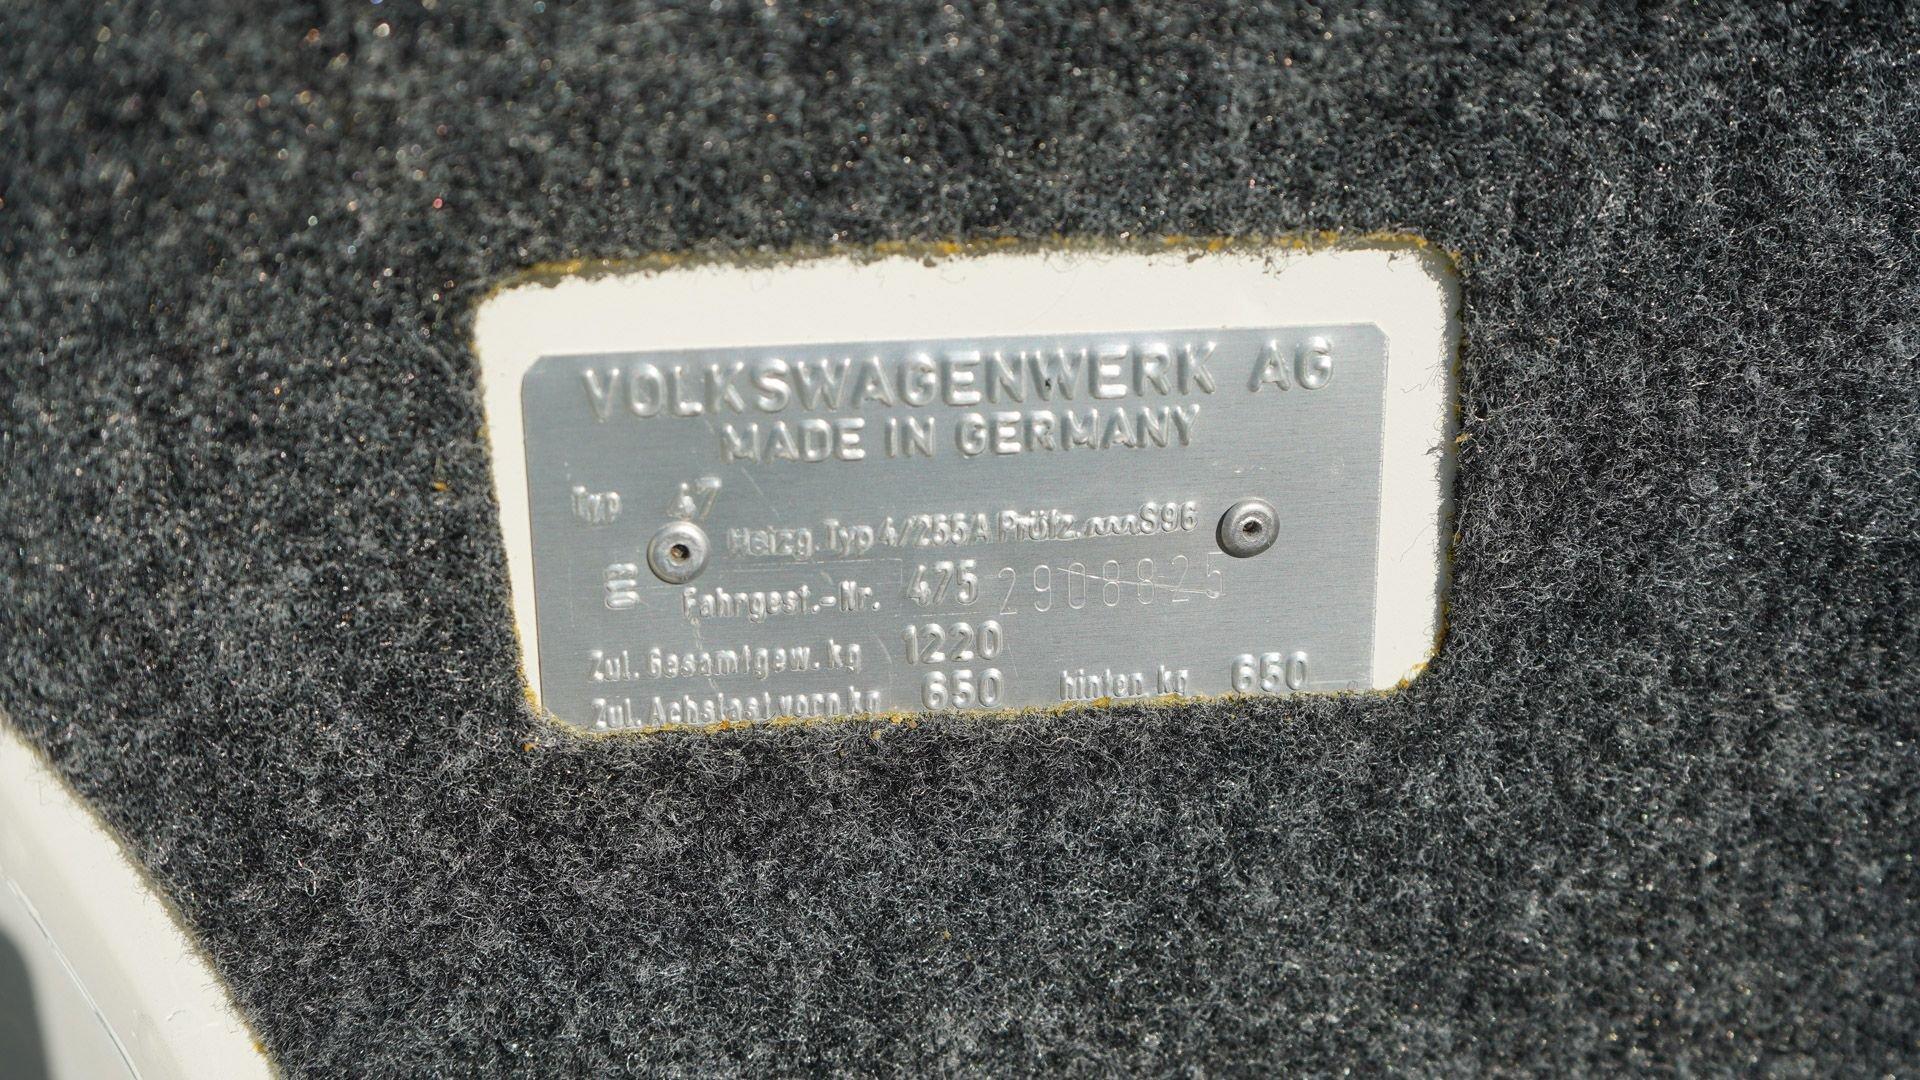 VOLKSWAGENWERK AG
MADE IN GERMANY
Typ 47
Heizg. Typ 4/255A Prüfz. S96
Fahrgest.-Nr. 475 2908825
Zul. Gesamtgew. kg 1220
Zul. Achslast vorn kg 650 hinten kg 650